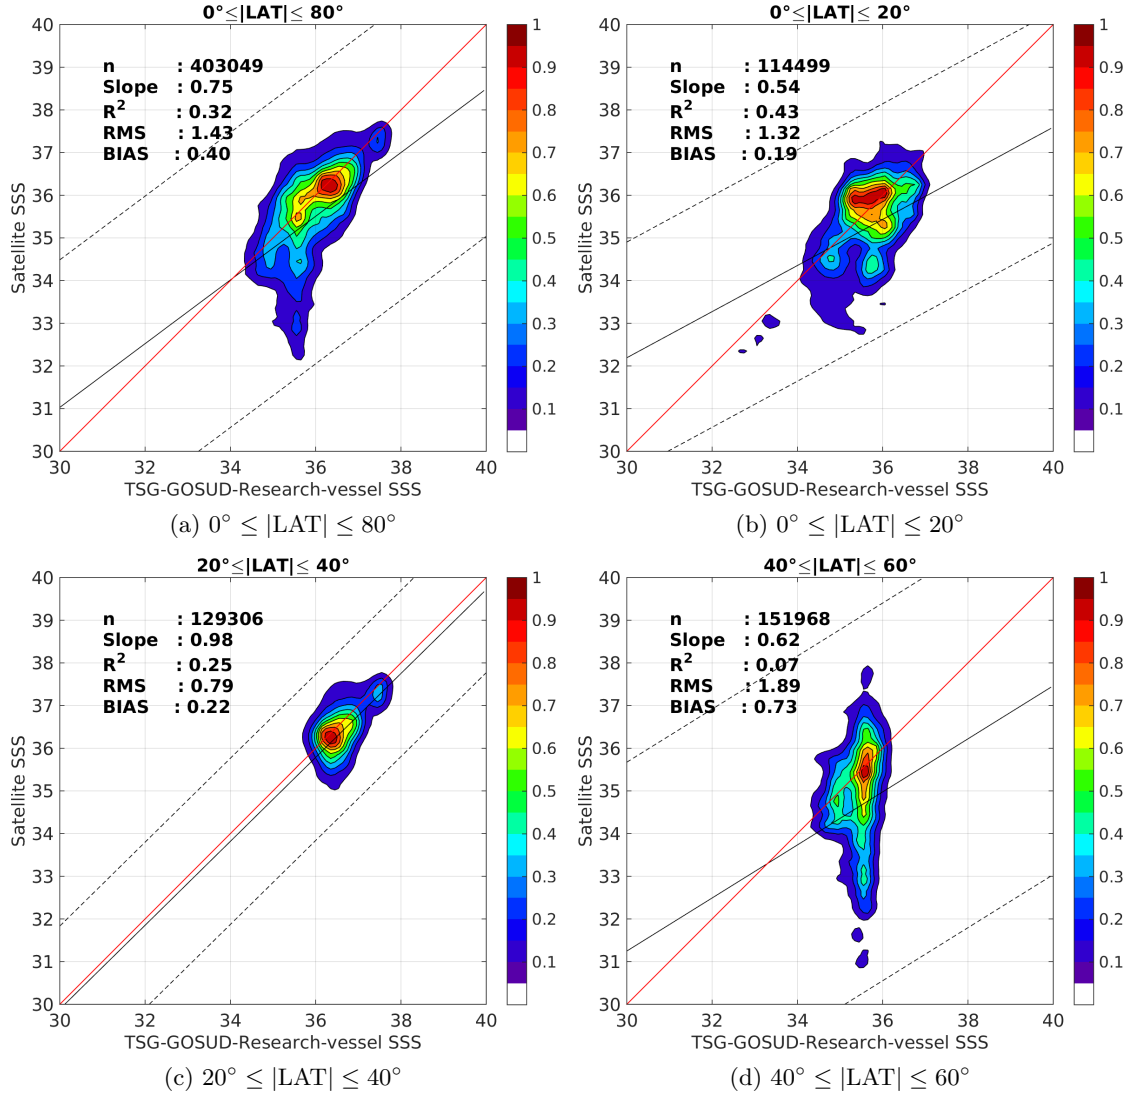 0°≤|LAT|≤ 80°
n : 403049
Slope : 0.75
R² : 0.32
RMS : 1.43
BIAS : 0.40
Satellite SSS
40
39
38
37
36
35
34
33
32
31
30
30 32 34 36 38 40
TSG-GOSUD-Research-vessel SSS
1
0.9
0.8
0.7
0.6
0.5
0.4
0.3
0.2
0.1
(a) 0° ≤ |LAT| ≤ 80°
0°≤|LAT|≤ 20°
n : 114499
Slope : 0.54
R² : 0.43
RMS : 1.32
BIAS : 0.19
Satellite SSS
40
39
38
37
36
35
34
33
32
31
30
30 32 34 36 38 40
TSG-GOSUD-Research-vessel SSS
1
0.9
0.8
0.7
0.6
0.5
0.4
0.3
0.2
0.1
(b) 0° ≤ |LAT| ≤ 20°
20°≤|LAT|≤ 40°
n : 129306
Slope : 0.98
R² : 0.25
RMS : 0.79
BIAS : 0.22
Satellite SSS
40
39
38
37
36
35
34
33
32
31
30
30 32 34 36 38 40
TSG-GOSUD-Research-vessel SSS
1
0.9
0.8
0.7
0.6
0.5
0.4
0.3
0.2
0.1
(c) 20° ≤ |LAT| ≤ 40°
40°≤|LAT|≤ 60°
n : 151968
Slope : 0.62
R² : 0.07
RMS : 1.89
BIAS : 0.73
Satellite SSS
40
39
38
37
36
35
34
33
32
31
30
30 32 34 36 38 40
TSG-GOSUD-Research-vessel SSS
1
0.9
0.8
0.7
0.6
0.5
0.4
0.3
0.2
0.1
(d) 40° ≤ |LAT| ≤ 60°